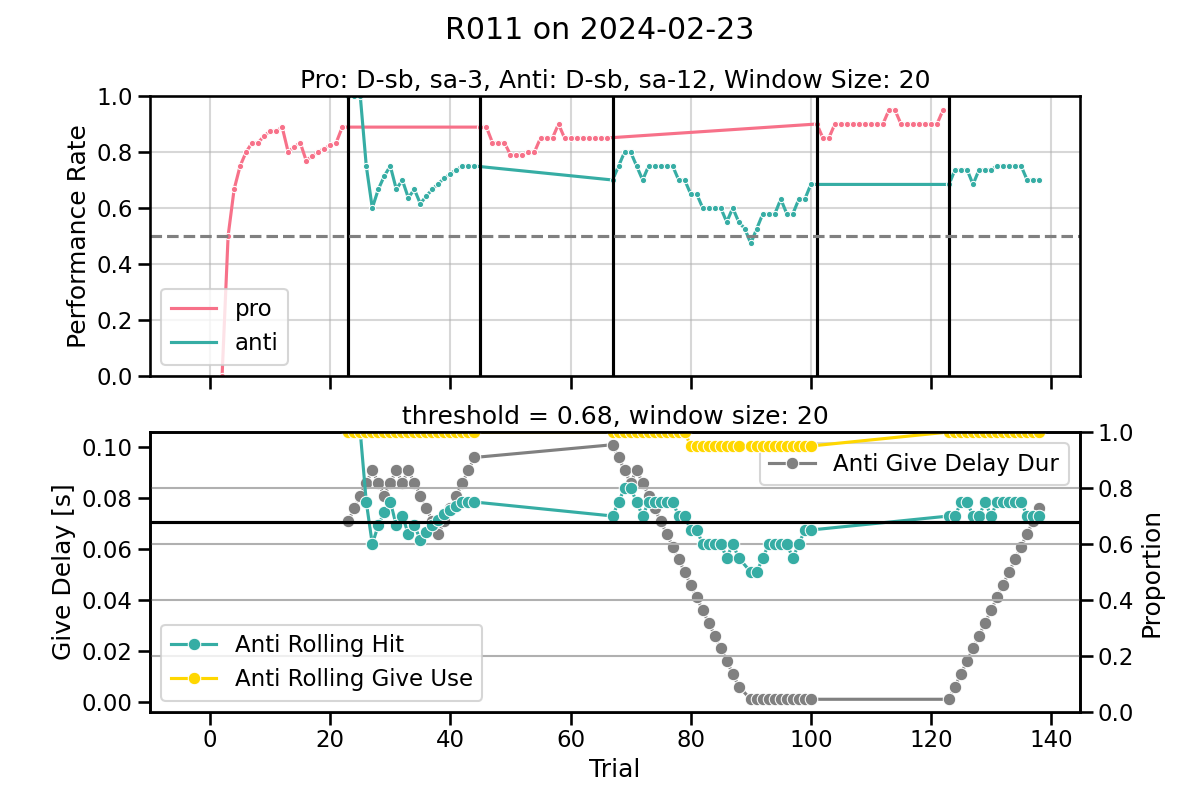 R011 on 2024-02-23
Pro: D-sb, sa-3, Anti: D-sb, sa-12, Window Size: 20
Performance Rate
1.0
0.8
0.6
0.4
0.2
0.0
pro
anti
threshold = 0.68, window size: 20
Give Delay [s]
0.10
0.08
0.06
0.04
0.02
0.00
Anti Give Delay Dur
Anti Rolling Hit
Anti Rolling Give Use
1.0
0.8
0.6
0.4
0.2
0.0
Proportion
0 20 40 60 80 100 120 140
Trial